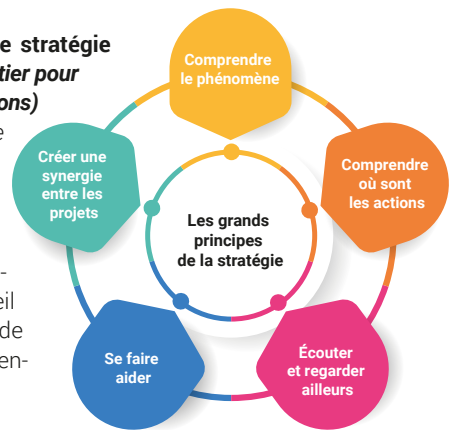 e stratégie
tier pour
ons)
e
-
eil
de
en-
Comprendre
le phénomène
Comprendre
où sont
les actions
Écouter
et regarder
ailleurs
Se faire
aider
Créer une
synergie
entre les
projets
Les grands
principes
de la stratégie